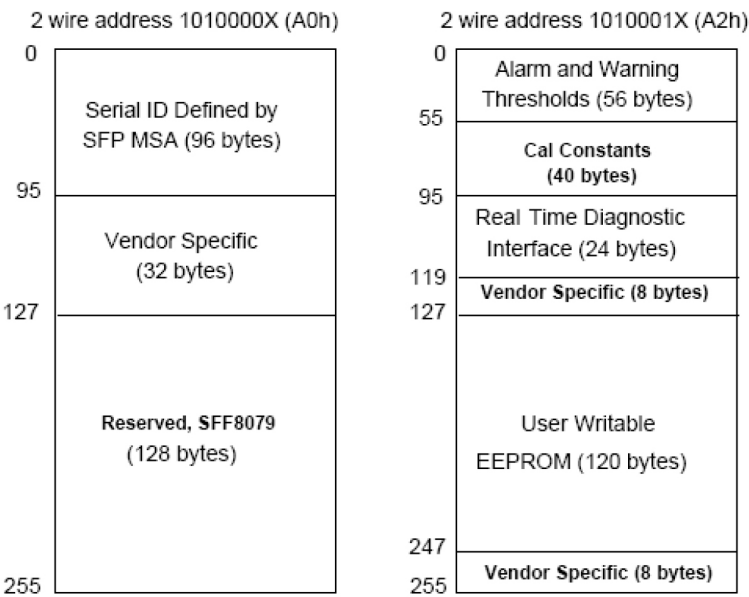 2 wire address 1010000X (A0h)
0
Serial ID Defined by
SFP MSA (96 bytes)
95
Vendor Specific
(32 bytes)
127
Reserved, SFF8079
(128 bytes)
255
2 wire address 1010001X (A2h)
0
Alarm and Warning
Thresholds (56 bytes)
55
Cal Constants
(40 bytes)
95
Real Time Diagnostic
Interface (24 bytes)
119
Vendor Specific (8 bytes)
127
User Writable
EEPROM (120 bytes)
247
Vendor Specific (8 bytes)
255